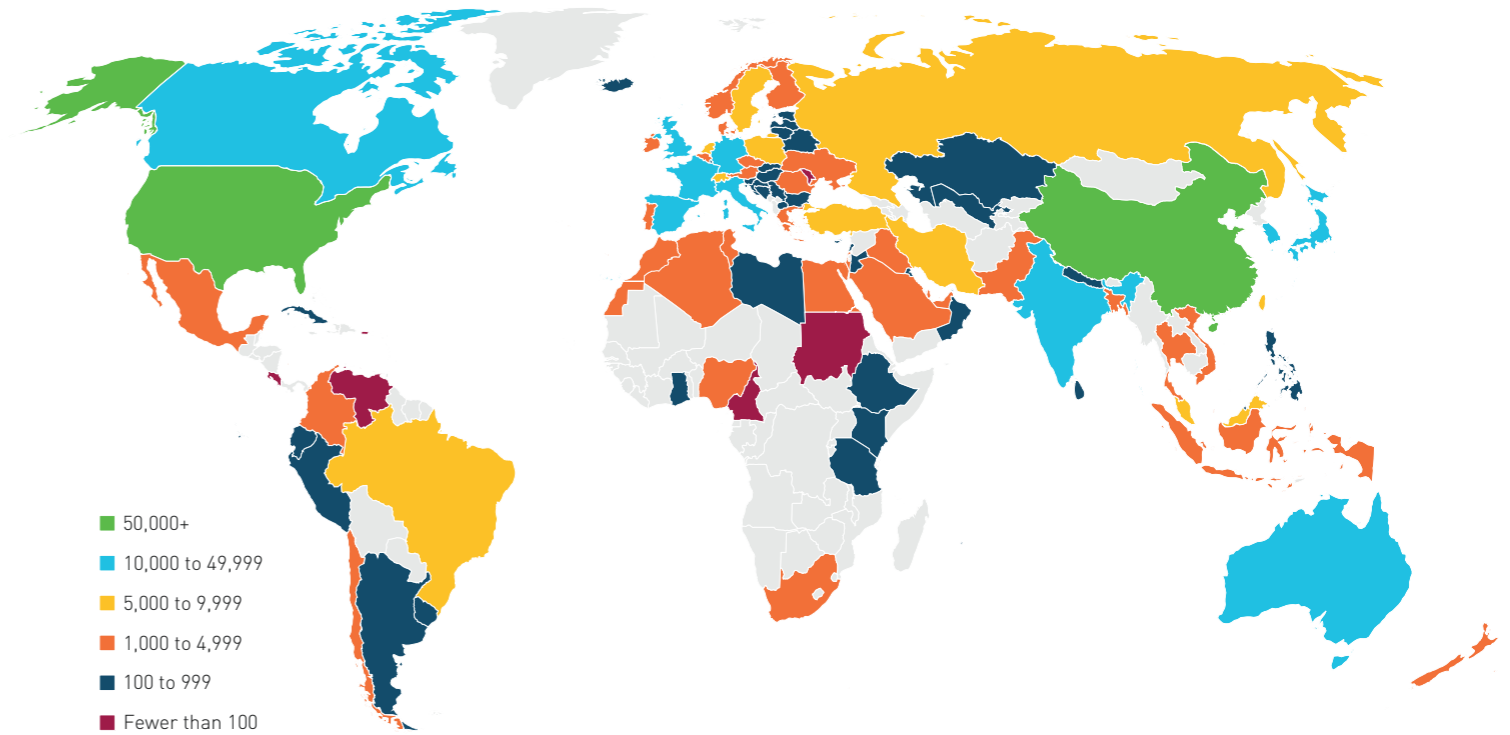 50,000+
10,000 to 49,999
5,000 to 9,999
1,000 to 4,999
100 to 999
Fewer than 100